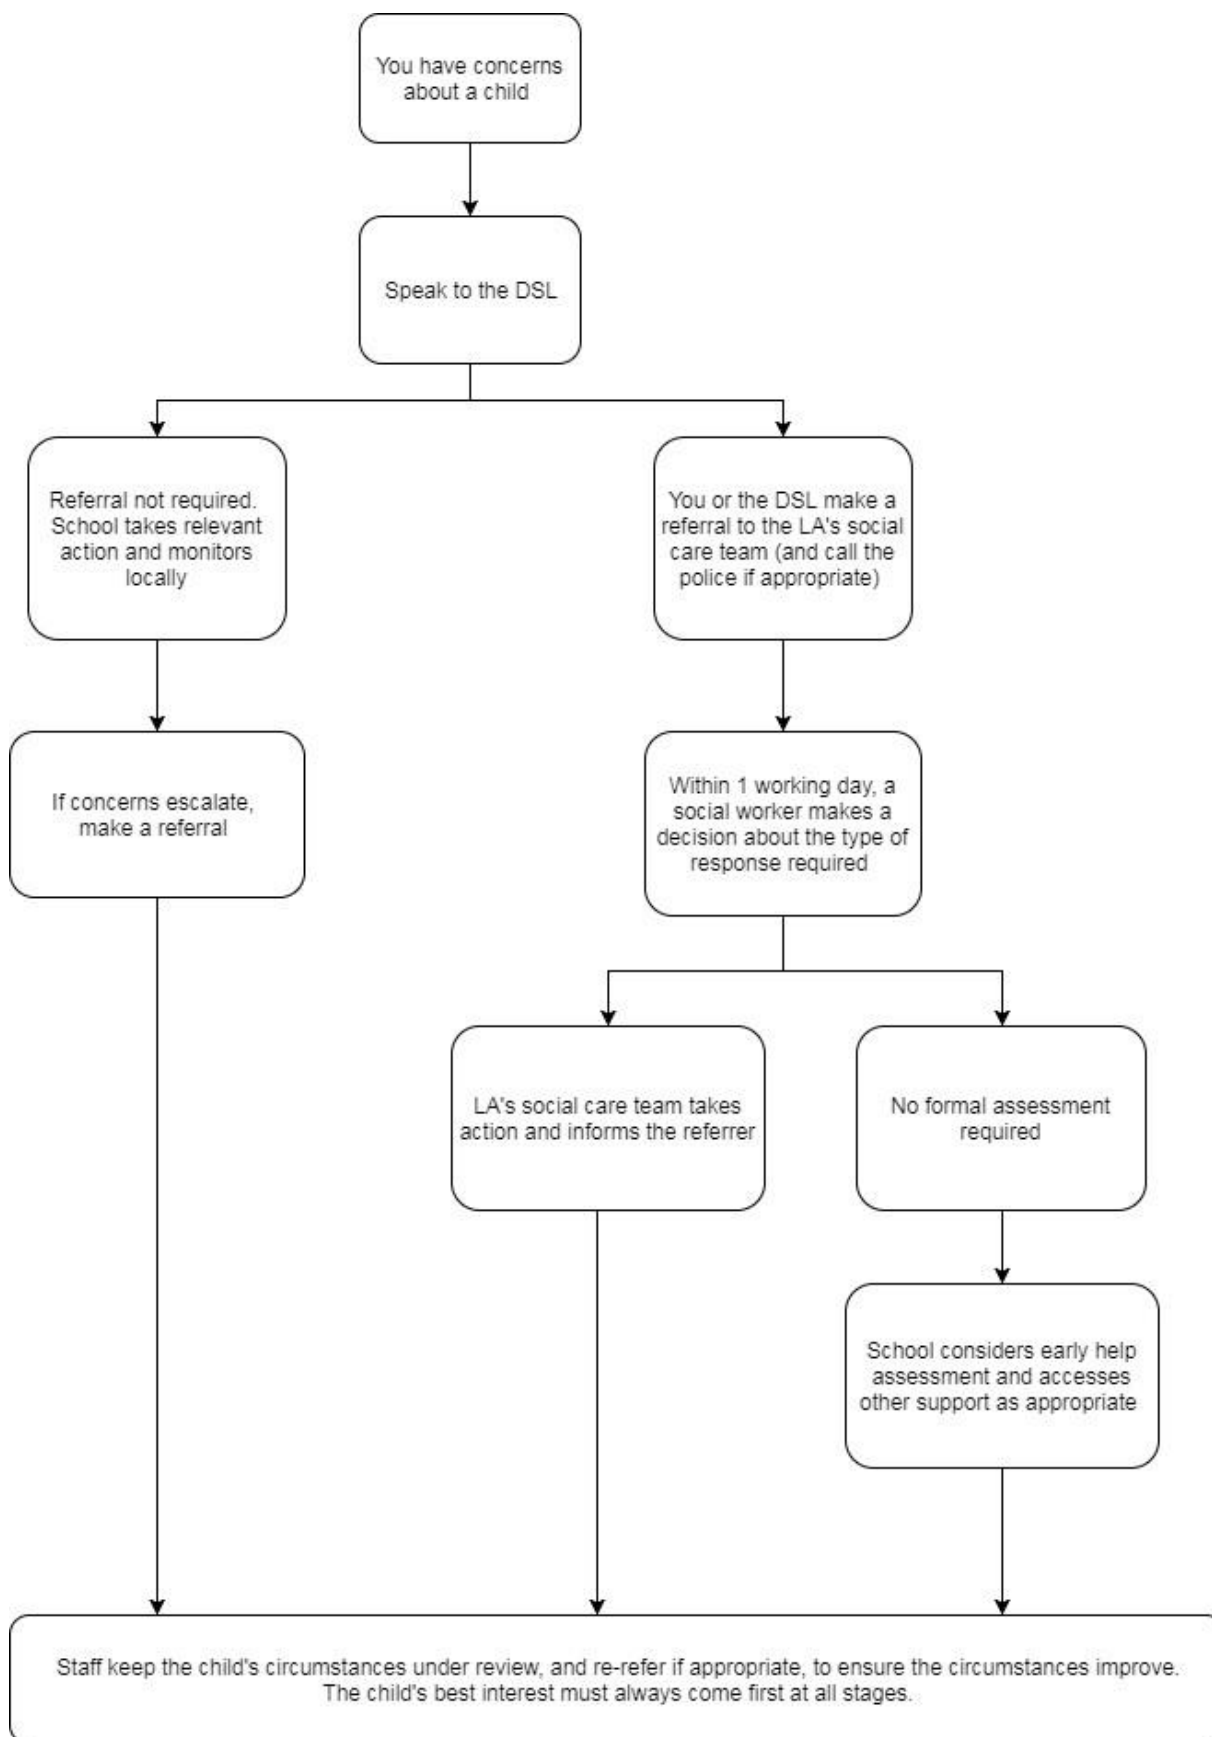 You have concerns
about a child
Speak to the DSL
Referral not required.
School takes relevant
action and monitors
locally
You or the DSL make a
referral to the LA's social
care team (and call the
police if appropriate)
If concerns escalate,
make a referral
Within 1 working day, a
social worker makes a
decision about the type of
response required
LA's social care team takes
action and informs the referrer
No formal assessment
required
School considers early help
assessment and accesses
other support as appropriate
Staff keep the child's circumstances under review, and re-refer if appropriate, to ensure the circumstances improve.
The child's best interest must always come first at all stages.